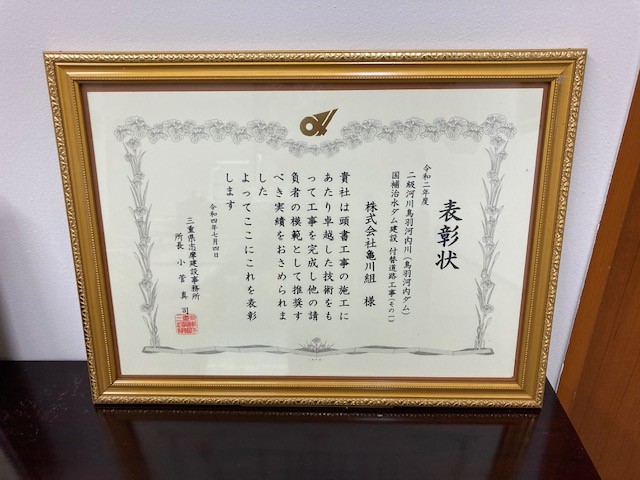 表彰状
令和二年度
二級河川鳥羽河内川(鳥羽河内ダム)
国補治水ダム建設 付替道路工事(その一)
株式会社亀川組 様
貴社は頭書工事の施工に
あたり卓越した技術をも
って工事を完成し他の請
負者の模範として推奨す
べき実績をおさめられま
した
よってここにこれを表彰
します
令和四年七月四日
三重県志摩建設事務所
所長 小菅真司